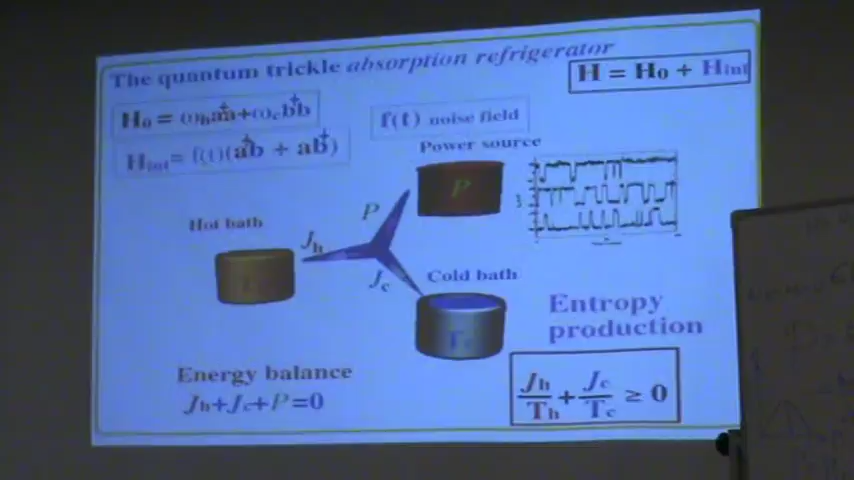 The quantum trickle absorption refrigerator
H = H₀ + H_int
H₀ = ω_h a†a + ω_c b†b
f(t) noise field
H_int = f(t)(a†b + ab†)
Power source
P
P
Hot bath
J_h
J_c
Cold bath
T_c
Entropy
production
Energy balance
J_h+J_c+P=0
J_h/T_h + J_c/T_c ≥ 0